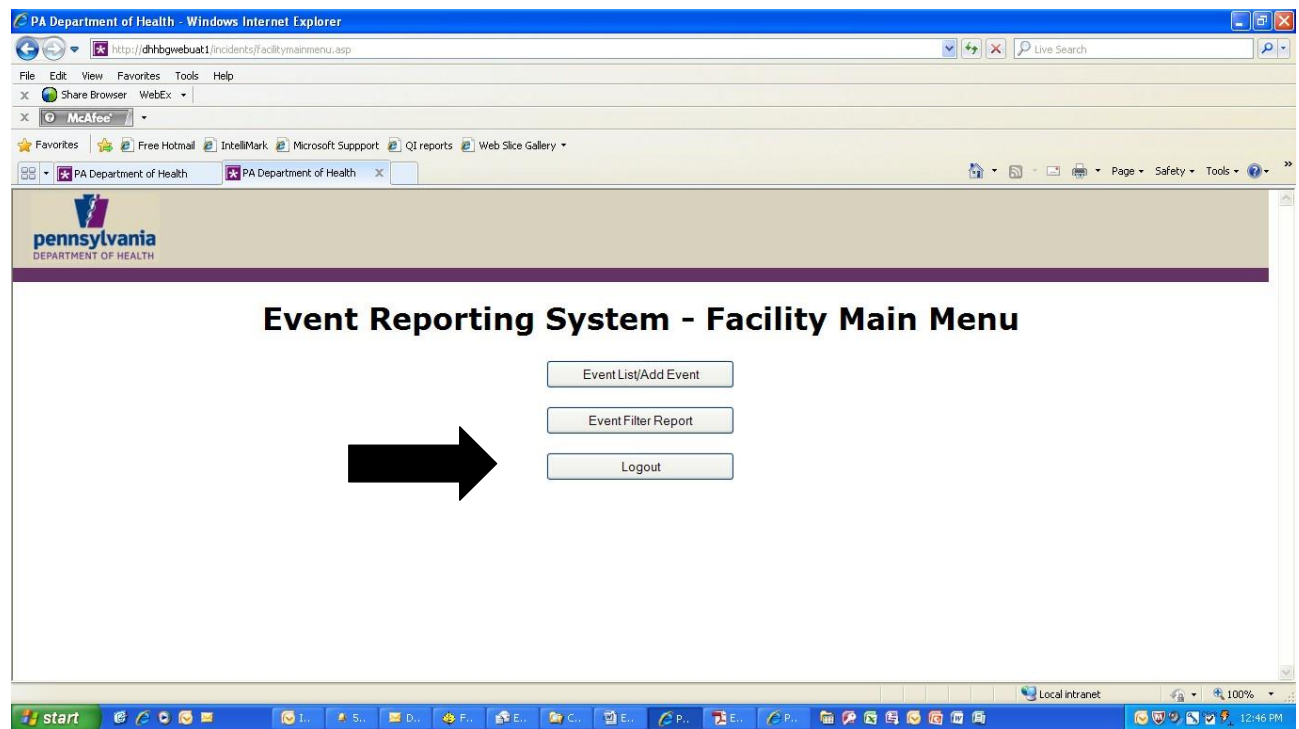 PA Department of Health - Windows Internet Explorer
http://dhhbgwebuat1/incidents/facilitymainmenu.asp
Live Search
File Edit View Favorites Tools Help
x Share Browser WebEx
x McAfee
Favorites Free Hotmail IntelliMark Microsoft Suppport QI reports Web Slice Gallery
PA Department of Health PA Department of Health X Page Safety Tools »
pennsylvania
DEPARTMENT OF HEALTH
Event Reporting System - Facility Main Menu
Event List/Add Event
Event Filter Report
Logout
Local intranet 100%
start I.. 5.. D.. F.. E.. C.. E.. P.. E.. P.. 12:46 PM